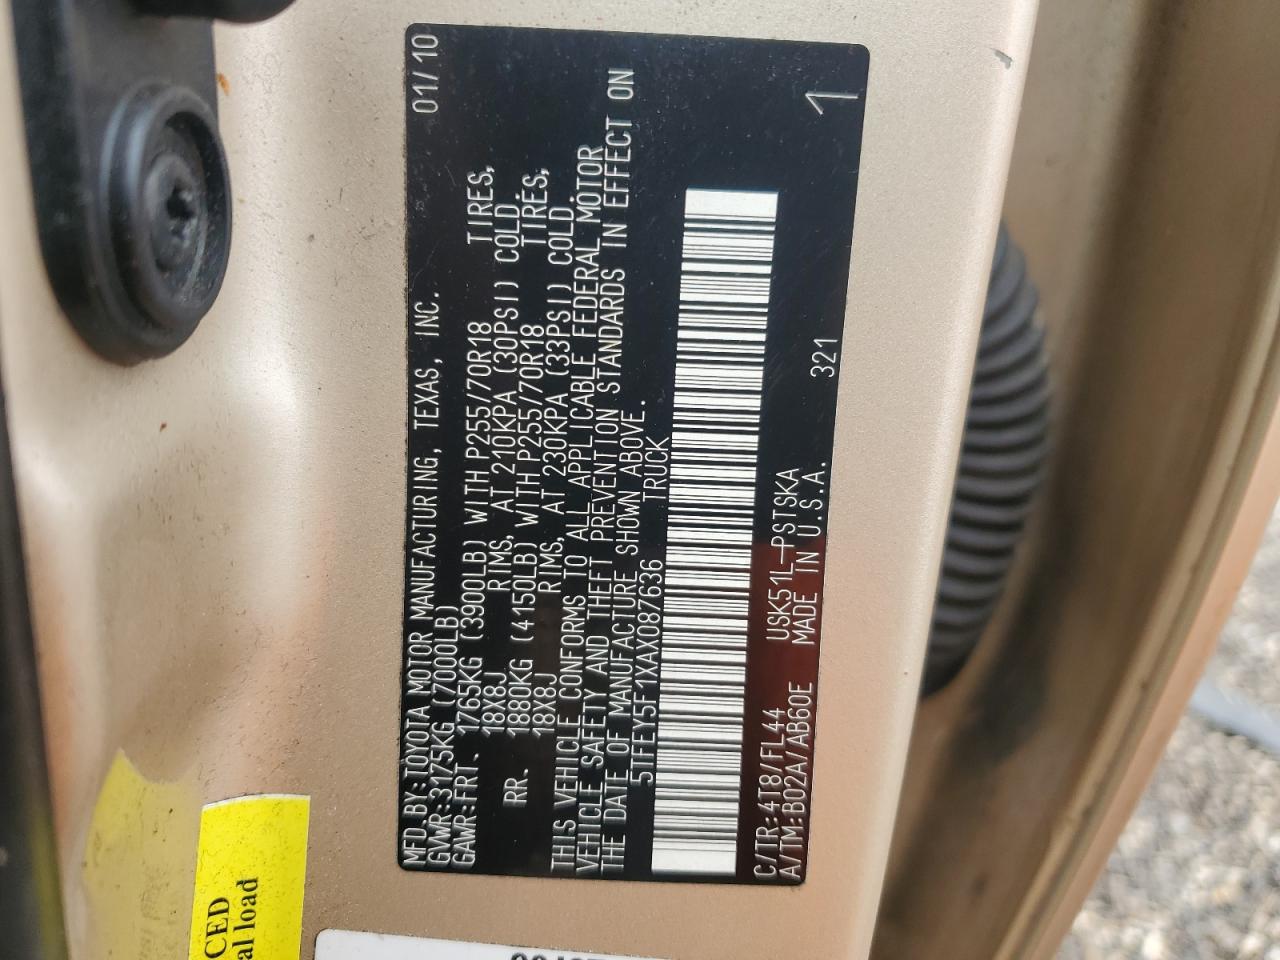 MFD. BY: TOYOTA MOTOR MANUFACTURING, TEXAS, INC. 01/10
GVWR: 3175KG (7000LB)
GAWR: FRT. 1765KG (3900LB) WITH P255/70R18 TIRES,
18X8J RIMS, AT 210KPA (30PSI) COLD.
RR. 1880KG (4150LB) WITH P255/70R18 TIRES,
18X8J RIMS, AT 230KPA (33PSI) COLD.
THIS VEHICLE CONFORMS TO ALL APPLICABLE FEDERAL MOTOR
VEHICLE SAFETY AND THEFT PREVENTION STANDARDS IN EFFECT ON
THE DATE OF MANUFACTURE SHOWN ABOVE.
5TFEY5F1XAX087636 TRUCK
C/TR: 4T8/FL44 USK51L-PSTSKA
A/TM: B02A/AB60E MADE IN U.S.A. 321
1
CED
al load